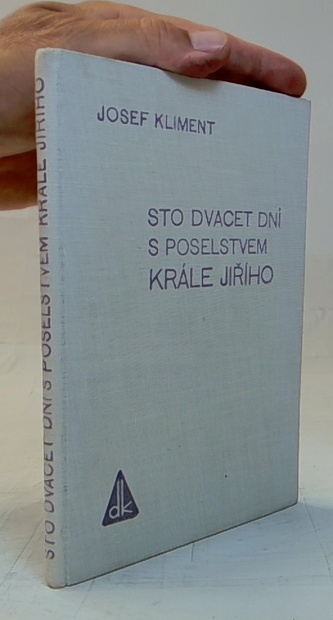 JOSEF KLIMENT
STO DVACET DNÍ
S POSELSTVEM
KRÁLE JIŘÍHO
dk
STO DVACET DNÍ S POSELSTVEM KRÁLE JIŘÍHO